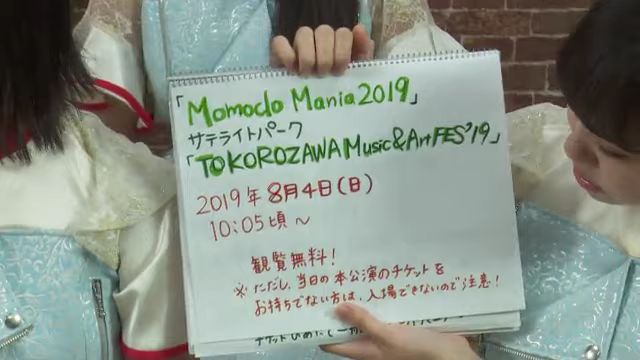 「Momoclo Mania2019」
サテライトパーク
「TOKOROZAWA Music&Art FES'19」
2019年8月4日(日)
10:05頃〜
観覧無料!
※ただし、当日の本公演のチケットを
お持ちでない方は、入場できないので注意!